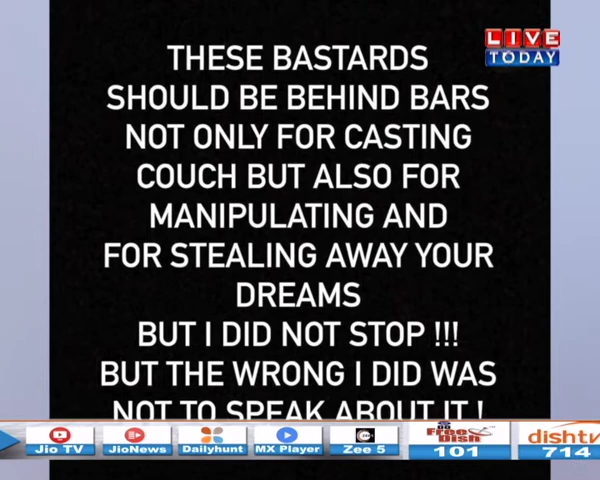 LIVE
TODAY
THESE BASTARDS
SHOULD BE BEHIND BARS
NOT ONLY FOR CASTING
COUCH BUT ALSO FOR
MANIPULATING AND
FOR STEALING AWAY YOUR
DREAMS
BUT I DID NOT STOP !!!
BUT THE WRONG I DID WAS
NOT TO SPEAK ABOUT IT !
Jio TV
JioNews
Dailyhunt
MX Player
Zee 5
DD
Free Dish
101
dishtv
714